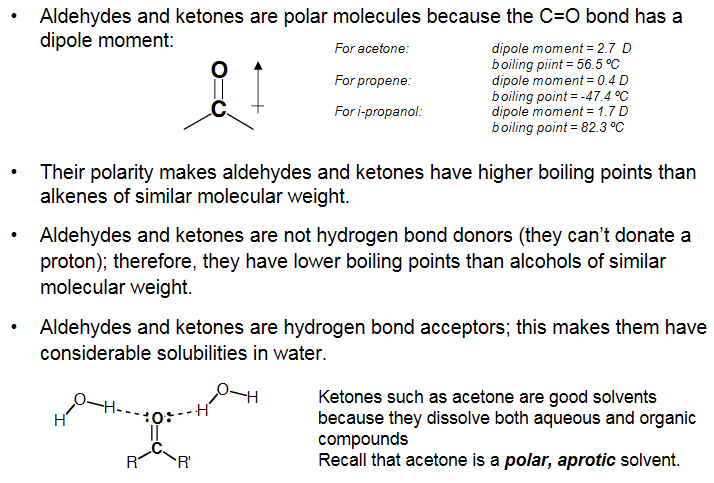 • Aldehydes and ketones are polar molecules because the C=O bond has a
dipole moment:
O
C
For acetone: dipole moment = 2.7 D
boiling piint = 56.5 ºC
For propene: dipole moment = 0.4 D
boiling point = -47.4 ºC
For i-propanol: dipole moment = 1.7 D
boiling point = 82.3 ºC
• Their polarity makes aldehydes and ketones have higher boiling points than
alkenes of similar molecular weight.
• Aldehydes and ketones are not hydrogen bond donors (they can't donate a
proton); therefore, they have lower boiling points than alcohols of similar
molecular weight.
• Aldehydes and ketones are hydrogen bond acceptors; this makes them have
considerable solubilities in water.
O H O H
H :O: H
C
R R'
Ketones such as acetone are good solvents
because they dissolve both aqueous and organic
compounds
Recall that acetone is a polar, aprotic solvent.